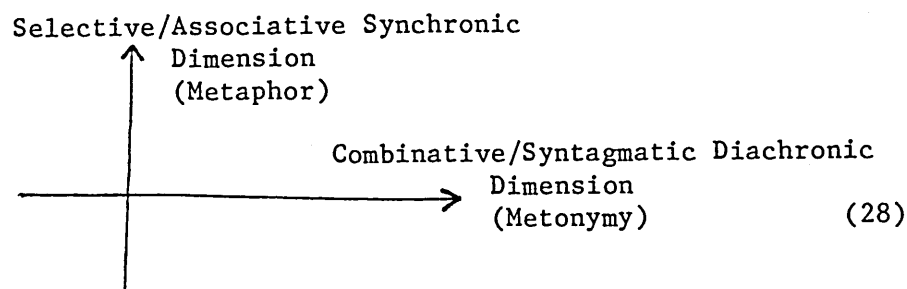 Selective/Associative Synchronic
Dimension
(Metaphor)
Combinative/Syntagmatic Diachronic
Dimension
(Metonymy) (28)